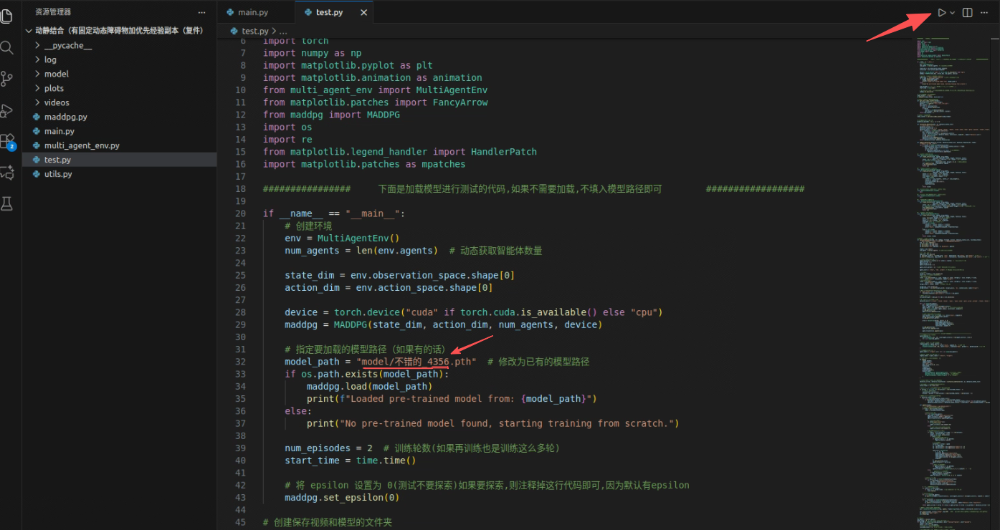 资源管理器
动静结合（有固定动态障碍物加优先经验副本（复件）
__pycache__
log
model
plots
videos
maddpg.py
main.py
multi_agent_env.py
test.py
utils.py
2
main.py
test.py
test.py > ...
6 import torch
7 import numpy as np
8 import matplotlib.pyplot as plt
9 import matplotlib.animation as animation
10 from multi_agent_env import MultiAgentEnv
11 from matplotlib.patches import FancyArrow
12 from maddpg import MADDPG
13 import os
14 import re
15 from matplotlib.legend_handler import HandlerPatch
16 import matplotlib.patches as mpatches
17
18 ################ 下面是加载模型进行测试的代码,如果不需要加载,不填入模型路径即可 ##################
19
20 if __name__ == "__main__":
21 # 创建环境
22 env = MultiAgentEnv()
23 num_agents = len(env.agents) # 动态获取智能体数量
24
25 state_dim = env.observation_space.shape[0]
26 action_dim = env.action_space.shape[0]
27
28 device = torch.device("cuda" if torch.cuda.is_available() else "cpu")
29 maddpg = MADDPG(state_dim, action_dim, num_agents, device)
30
31 # 指定要加载的模型路径（如果有的话）
32 model_path = "model/不错的_4356.pth" # 修改为已有的模型路径
33 if os.path.exists(model_path):
34 maddpg.load(model_path)
35 print(f"Loaded pre-trained model from: {model_path}")
36 else:
37 print("No pre-trained model found, starting training from scratch.")
38
39 num_episodes = 2 # 训练轮数(如果再训练也是训练这么多轮)
40 start_time = time.time()
41
42 # 将 epsilon 设置为 0(测试不要探索)如果要探索,则注释掉这行代码即可,因为默认有epsilon
43 maddpg.set_epsilon(0)
44
45 # 创建保存视频和模型的文件夹